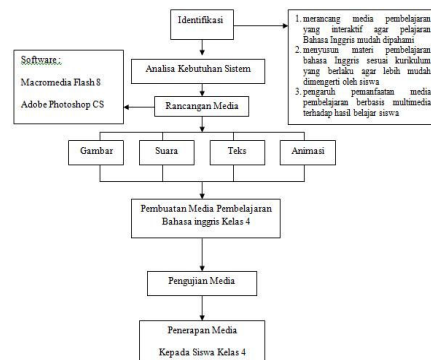 Identifikasi
1. merancang media pembelajaran
yang interaktif agar pelajaran
Bahasa Inggris mudah dipahami
2. menyusun materi pembelajaran
bahasa Inggris sesuai kurikulum
yang berlaku agar lebih mudah
dimengerti oleh siswa
3. pengaruh pemanfaatan media
pembelajaran berbasis multimedia
terhadap hasil belajar siswa
Analisa Kebutuhan Sistem
Software :
Macromedia Flash 8
Adobe Photoshop CS
Rancangan Media
Gambar
Suara
Teks
Animasi
Pembuatan Media Pembelajaran
Bahasa inggris Kelas 4
Pengujian Media
Penerapan Media
Kepada Siswa Kelas 4